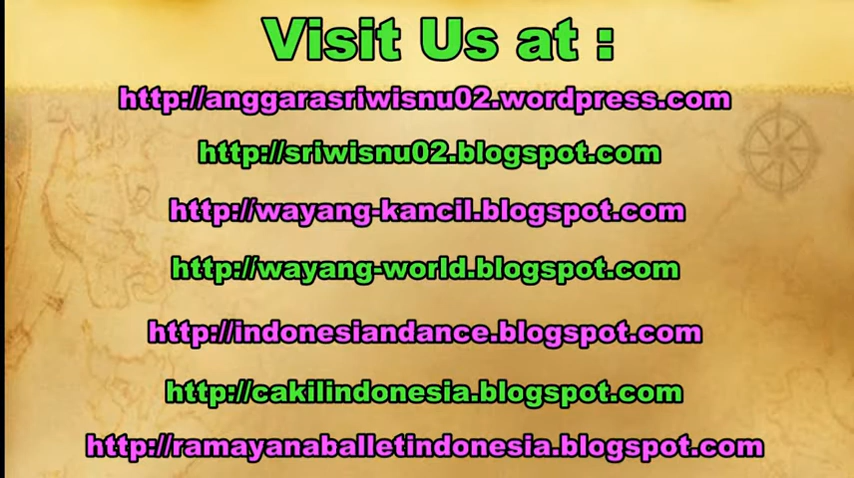 Visit Us at :
http://anggarasriwisnu02.wordpress.com
http://sriwisnu02.blogspot.com
http://wayang-kancil.blogspot.com
http://wayang-world.blogspot.com
http://indonesiandance.blogspot.com
http://cakilindonesia.blogspot.com
http://ramayanaballetindonesia.blogspot.com